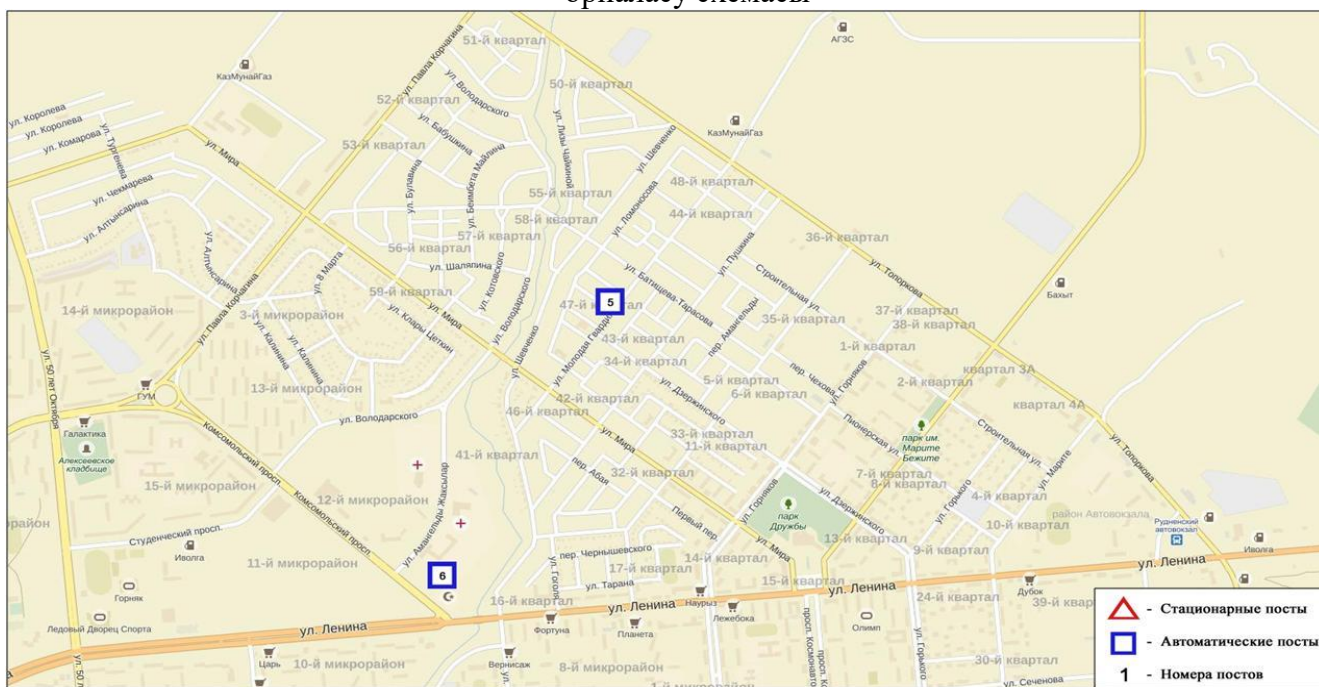 орналасу схемасы
51-й квартал
АГЭС
КазМунайГаз
ул. Павла Корчагина
ул. Володарского
50-й квартал
52-й квартал
ул. Королева
ул. Королева
ул. Комарова
ул. Тургенева
ул. Мира
ул. Бабушкина
ул. Лизы Чайкиной
ул. Шевченко
КазМунайГаз
53-й квартал
ул. Беимбета Майлина
ул. Булавина
48-й квартал
ул. Чекмарева
55-й квартал
ул. Ломоносова
44-й квартал
ул. Алтынсарина
58-й квартал
57-й квартал
36-й квартал
56-й квартал
ул. Пушкина
ул. Алтынсарина
ул. 8 Марта
ул. Шаляпина
ул. Котовского
ул. Батищева-Тарасова
Строительная ул.
ул. Топоркова
Бахыт
59-й квартал
5
47-й квартал
14-й микрорайон
ул. Павла Корчагина
3-й микрорайон
ул. Мира
ул. Володарского
пер. Амангельды
35-й квартал
37-й квартал
38-й квартал
ул. Клары Цеткин
43-й квартал
1-й квартал
ул. Калинина
ул. Калинина
ул. Шевченко
ул. Молодая Гвардия
34-й квартал
ул. 50 лет Октября
13-й микрорайон
5-й квартал
6-й квартал
пер. Чехова
ул. Горняков
2-й квартал
квартал 3А
ГУМ
42-й квартал
ул. Дзержинского
46-й квартал
квартал 4А
ул. Володарского
Галактика
Комсомольский просп.
ул. Мира
33-й квартал
11-й квартал
Пионерская ул.
парк им.
Марите
Бежите
Строительная ул.
ул. Топоркова
Алексеевское
кладбище
41-й квартал
пер. Абая
32-й квартал
7-й квартал
8-й квартал
ул. Марите
15-й микрорайон
12-й микрорайон
ул. Амангельды Жаксылар
ул. Горняков
ул. Дзержинского
ул. Горького
4-й квартал
Комсомольский просп.
парк
Дружбы
10-й квартал
район Автовокзала
Первый пер.
Студенческий просп.
Рудненский
автовокзал
Иволга
Иволга
ул. Мира
13-й квартал
9-й квартал
пер. Чернышевского
14-й квартал
11-й микрорайон
17-й квартал
ул. Ленина
6
ул. Гоголя
ул. Тарана
15-й квартал
Горняк
16-й квартал
ул. Ленина
Наурыз
Лежебока
24-й квартал
Дубок
Ледовый Дворец Спорта
ул. Ленина
Фортуна
Планета
Олимп
просп. Космонавтов
ул. Горького
Царь
10-й микрорайон
Вернисаж
8-й микрорайон
30-й квартал
ул. Сеченова
- Стационарные посты
- Автоматические посты
1 - Номера постов